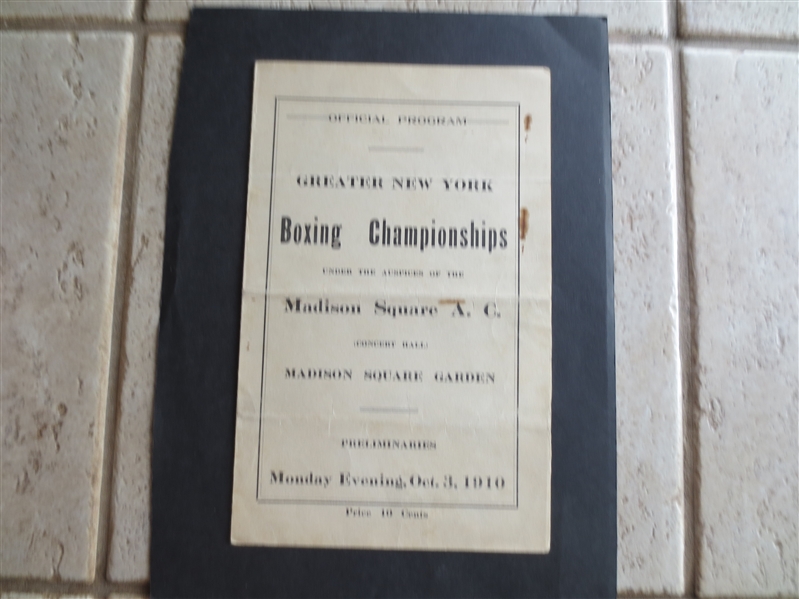 OFFICIAL PROGRAM
GREATER NEW YORK
Boxing Championships
UNDER THE AUSPICES OF THE
Madison Square A. C.
(CONCERT HALL)
MADISON SQUARE GARDEN
PRELIMINARIES
Monday Evening, Oct. 3, 1910
Price 10 Cents